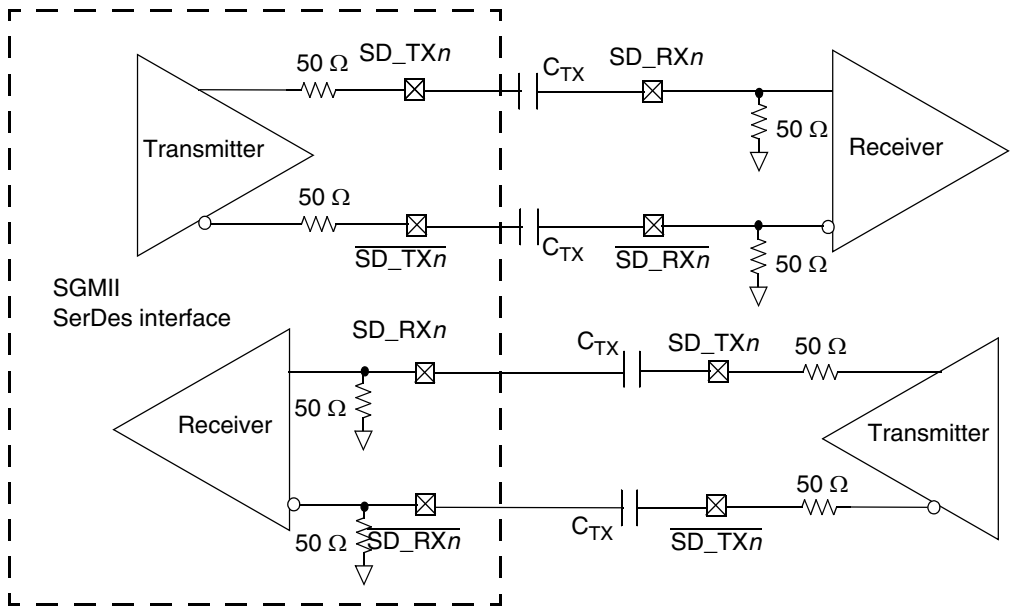 50 Ω SD_TXn C_TX SD_RXn
50 Ω
Transmitter Receiver
50 Ω
SD_TXn C_TX SD_RXn
50 Ω
SGMII
SerDes interface
SD_RXn C_TX SD_TXn 50 Ω
50 Ω
Receiver Transmitter
50 Ω
C_TX
50 Ω SD_RXn SD_TXn